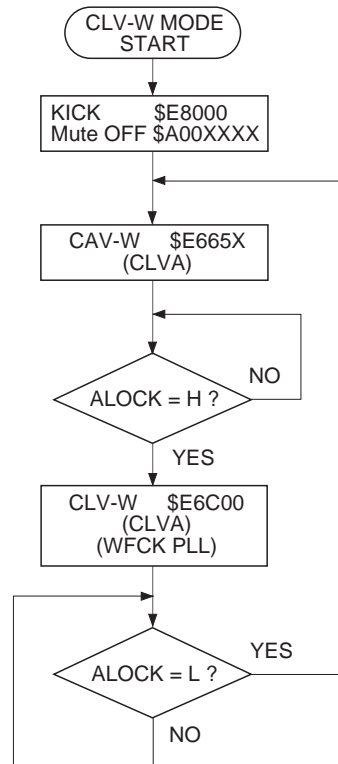 CLV-W MODE
START
KICK $E8000
Mute OFF $A00XXXX
CAV-W $E665X
(CLVA)
NO
ALOCK = H ?
YES
CLV-W $E6C00
(CLVA)
(WFCK PLL)
YES
ALOCK = L ?
NO